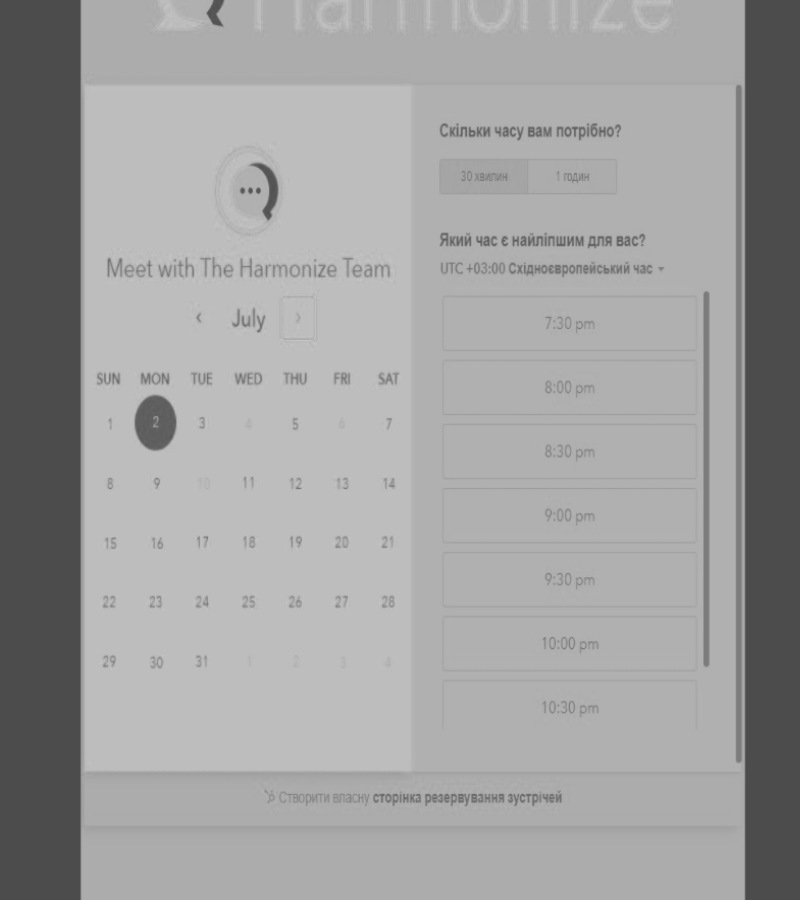 Harmonize
Meet with The Harmonize Team
July
SUN MON TUE WED THU FRI SAT
1 2 3 4 5 6 7
8 9 10 11 12 13 14
15 16 17 18 19 20 21
22 23 24 25 26 27 28
29 30 31 1 2 3 4
Скільки часу вам потрібно?
30 хвилин 1 годин
Який час є найліпшим для вас?
UTC +03:00 Східноєвропейський час
7:30 pm
8:00 pm
8:30 pm
9:00 pm
9:30 pm
10:00 pm
10:30 pm
Створити власну сторінка резервування зустрічей